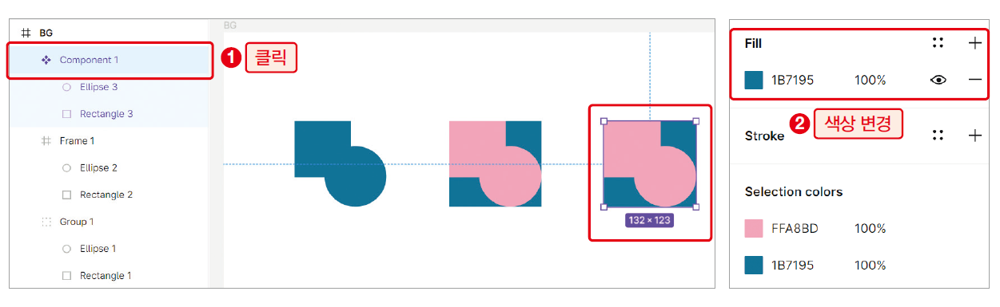 BG
Component 1
Ellipse 3
Rectangle 3
Frame 1
Ellipse 2
Rectangle 2
Group 1
Ellipse 1
Rectangle 1
1 클릭
BG
132 × 123
Fill
1B7195 100%
2 색상 변경
Stroke
Selection colors
FFA8BD 100%
1B7195 100%